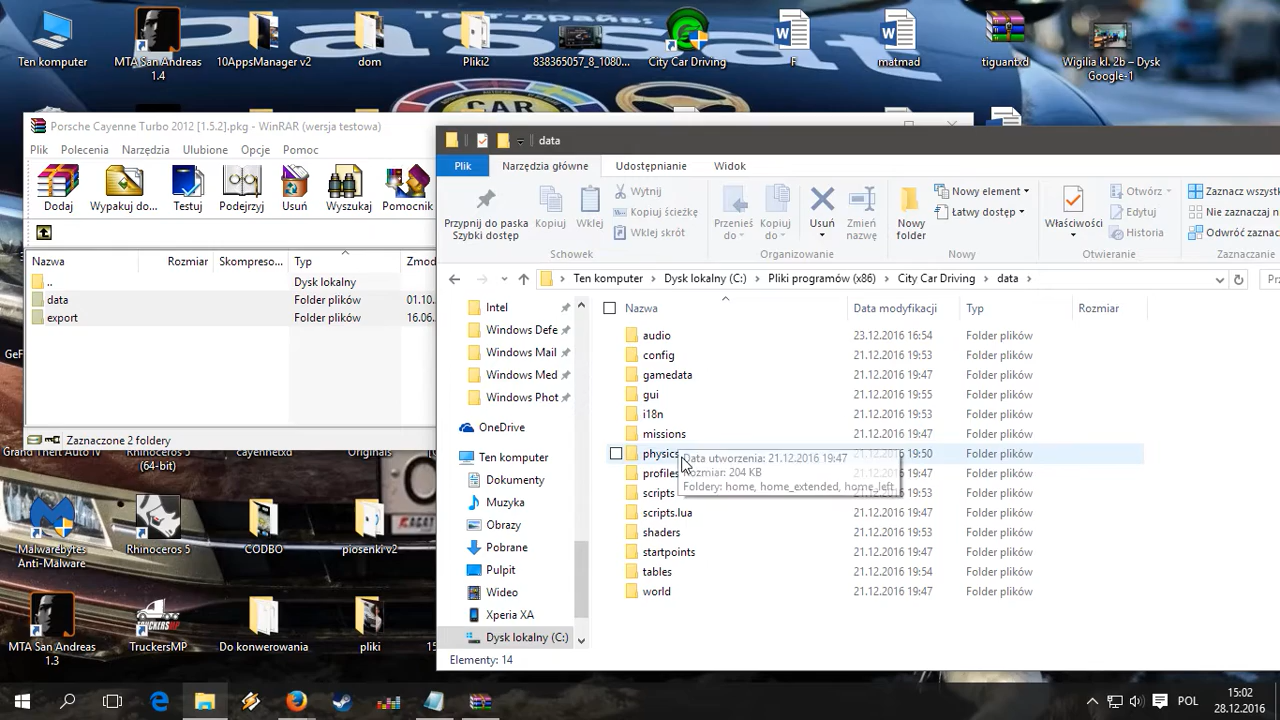 Тест-драйв:
Passat
CAR
Ten komputer
MTA San Andreas 1.4
10AppsManager v2
dom
Pliki2
838365057_8_1080...
City Car Driving
F
matmad
tiguantxd
Wigilia kl. 2b – Dysk Google-1
Porsche Cayenne Turbo 2012 [1.5.2].pkg - WinRAR (wersja testowa)
Plik Polecenia Narzędzia Ulubione Opcje Pomoc
Dodaj Wypakuj do... Testuj Podejrzyj Usuń Wyszukaj Pomocnik
Nazwa Rozmiar Skompreso... Typ Zmod
.. Dysk lokalny
data Folder plików 01.10.
export Folder plików 16.06.
Zaznaczone 2 foldery
data
Plik Narzędzia główne Udostępnianie Widok
Przypnij do paska Szybki dostęp
Kopiuj
Wklej
Wytnij
Kopiuj ścieżkę
Wklej skrót
Przenieś do
Kopiuj do
Usuń
Zmień nazwę
Nowy folder
Nowy element
Łatwy dostęp
Właściwości
Otwórz
Edytuj
Historia
Zaznacz wszyst
Nie zaznaczaj n
Odwróć zaznac
Schowek Organizowanie Nowy Otwieranie
Ten komputer Dysk lokalny (C:) Pliki programów (x86) City Car Driving data
Prz
Intel
Windows Defe
Windows Mail
Windows Med
Windows Phot
OneDrive
Ten komputer
Dokumenty
Muzyka
Obrazy
Pobrane
Pulpit
Wideo
Xperia XA
Dysk lokalny (C:)
Nazwa Data modyfikacji Typ Rozmiar
audio 23.12.2016 16:54 Folder plików
config 21.12.2016 19:53 Folder plików
gamedata 21.12.2016 19:47 Folder plików
gui 21.12.2016 19:55 Folder plików
i18n 21.12.2016 19:53 Folder plików
missions 21.12.2016 19:47 Folder plików
physics 21.12.2016 19:50 Folder plików
profiles 21.12.2016 19:47 Folder plików
scripts 21.12.2016 19:53 Folder plików
scripts.lua 21.12.2016 19:47 Folder plików
shaders 21.12.2016 19:53 Folder plików
startpoints 21.12.2016 19:47 Folder plików
tables 21.12.2016 19:54 Folder plików
world 21.12.2016 19:47 Folder plików
Data utworzenia: 21.12.2016 19:47
Rozmiar: 204 KB
Foldery: home, home_extended, home_left
Elementy: 14
GeF
Grand Theft Auto IV
Rhinoceros 5 (64-bit)
Malwarebytes Anti-Malware
Rhinoceros 5
CODBO
piosenki v2
MTA San Andreas 1.3
TruckersMP
Do konwerowania
pliki
15
POL
15:02
28.12.2016